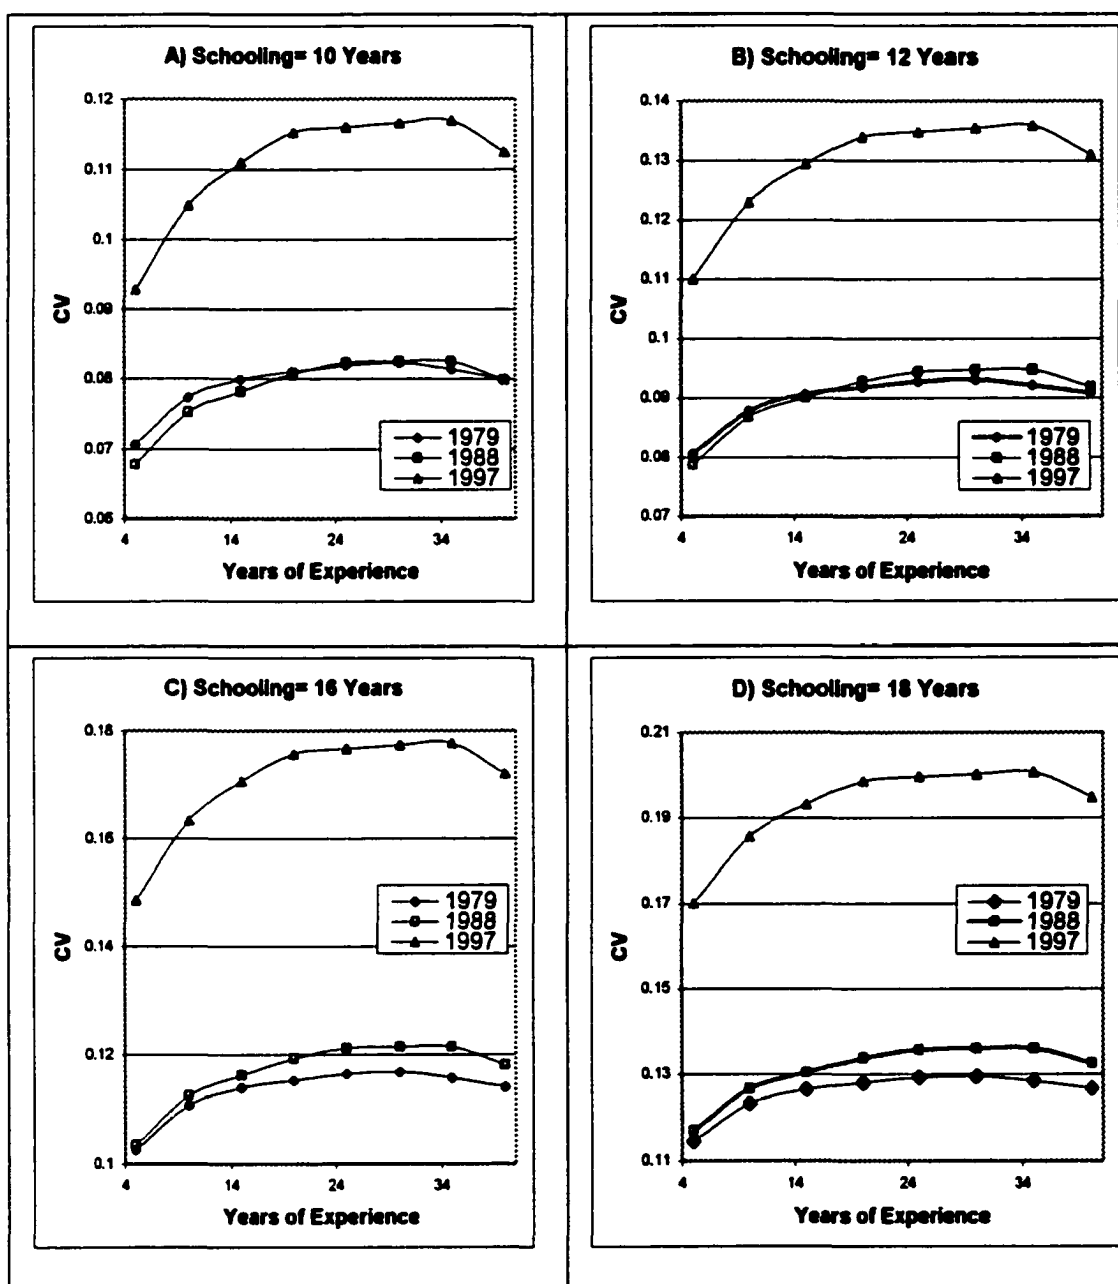 A) Schooling= 10 Years
0.12
0.11
0.1
0.09
0.08
0.07
0.06
CV
1979
1988
1997
4 14 24 34
Years of Experience
B) Schooling= 12 Years
0.14
0.13
0.12
0.11
0.1
0.09
0.08
0.07
CV
1979
1988
1997
4 14 24 34
Years of Experience
C) Schooling= 16 Years
0.18
0.16
0.14
0.12
0.1
CV
1979
1988
1997
4 14 24 34
Years of Experience
D) Schooling= 18 Years
0.21
0.19
0.17
0.15
0.13
0.11
CV
1979
1988
1997
4 14 24 34
Years of Experience